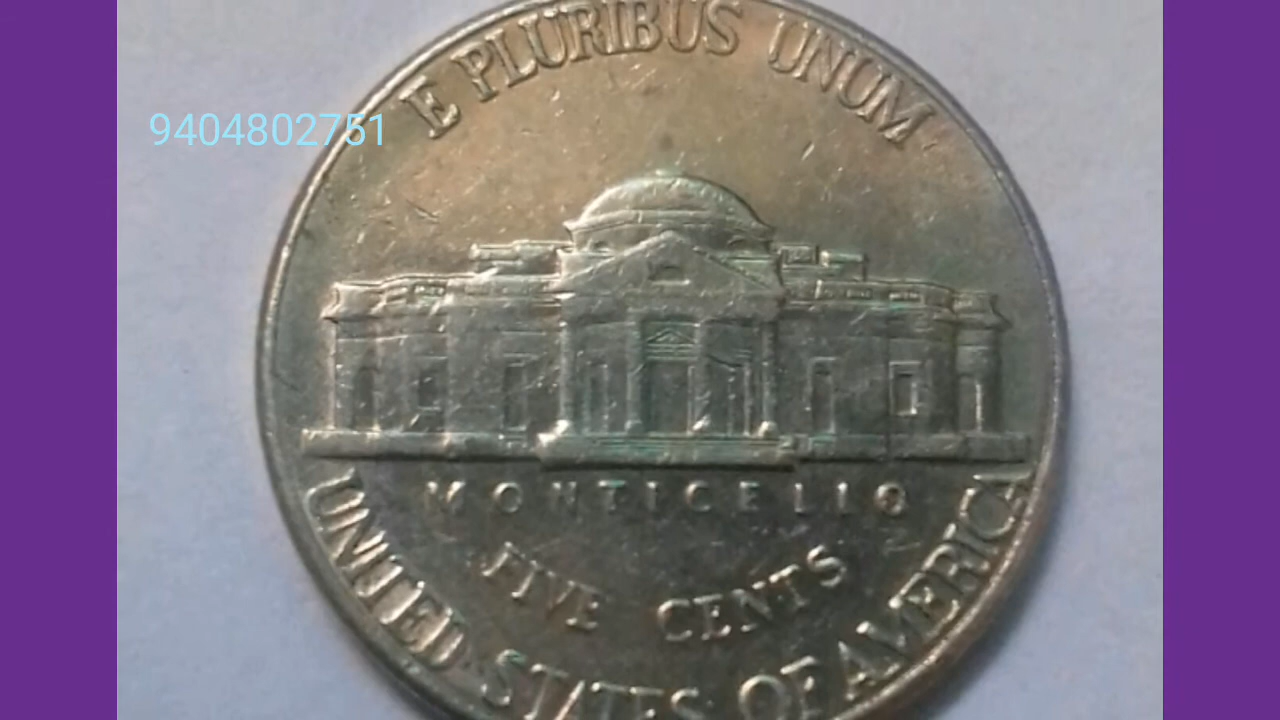 E PLURIBUS UNUM
9404802751
MONTICELLO
FIVE CENTS
UNITED STATES OF AMERICA